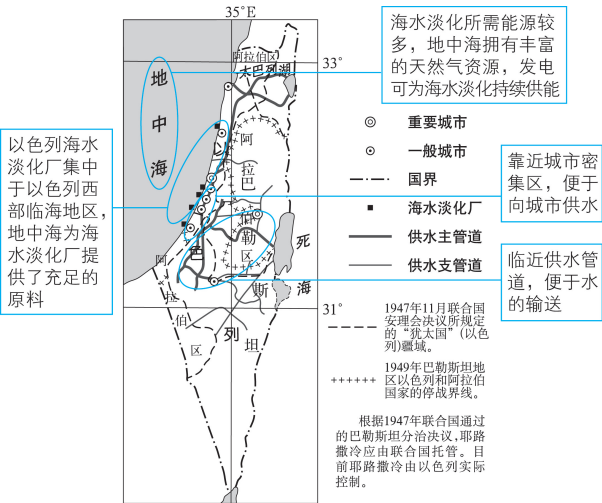 35°E
33°
31°
海水淡化所需能源较
多，地中海拥有丰富
的天然气资源，发电
可为海水淡化持续供能
以色列海水
淡化厂集中
于以色列西
部临海地区，
地中海为海
水淡化厂提
供了充足的
原料
靠近城市密
集区，便于
向城市供水
临近供水管
道，便于水
的输送
地中海
阿拉伯区
太巴列湖
阿拉伯区
巴勒斯坦
以色列
阿拉伯区
死海
重要城市
一般城市
国界
海水淡化厂
供水主管道
供水支管道
1947年11月联合国
安理会决议所规定
的“犹太国”(以色
列)疆域。
1949年巴勒斯坦地
区以色列和阿拉伯
国家的停战界线。
根据1947年联合国通过
的巴勒斯坦分治决议，耶路
撒冷应由联合国托管。目
前耶路撒冷由以色列实际
控制。